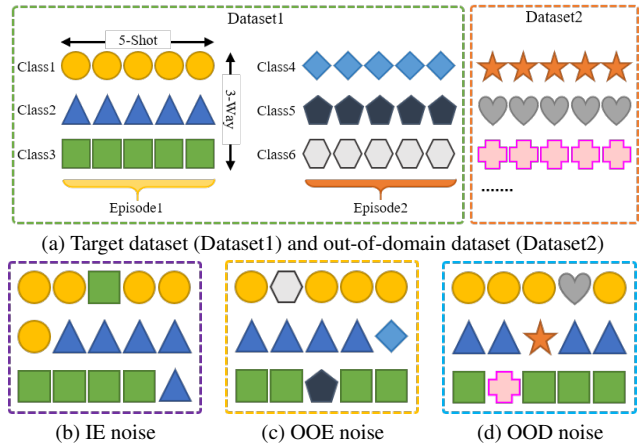 Dataset1
Dataset2
5-Shot
Class1
Class2
Class3
3-Way
Class4
Class5
Class6
.......
Episode1
Episode2
(a) Target dataset (Dataset1) and out-of-domain dataset (Dataset2)
(b) IE noise
(c) OOE noise
(d) OOD noise